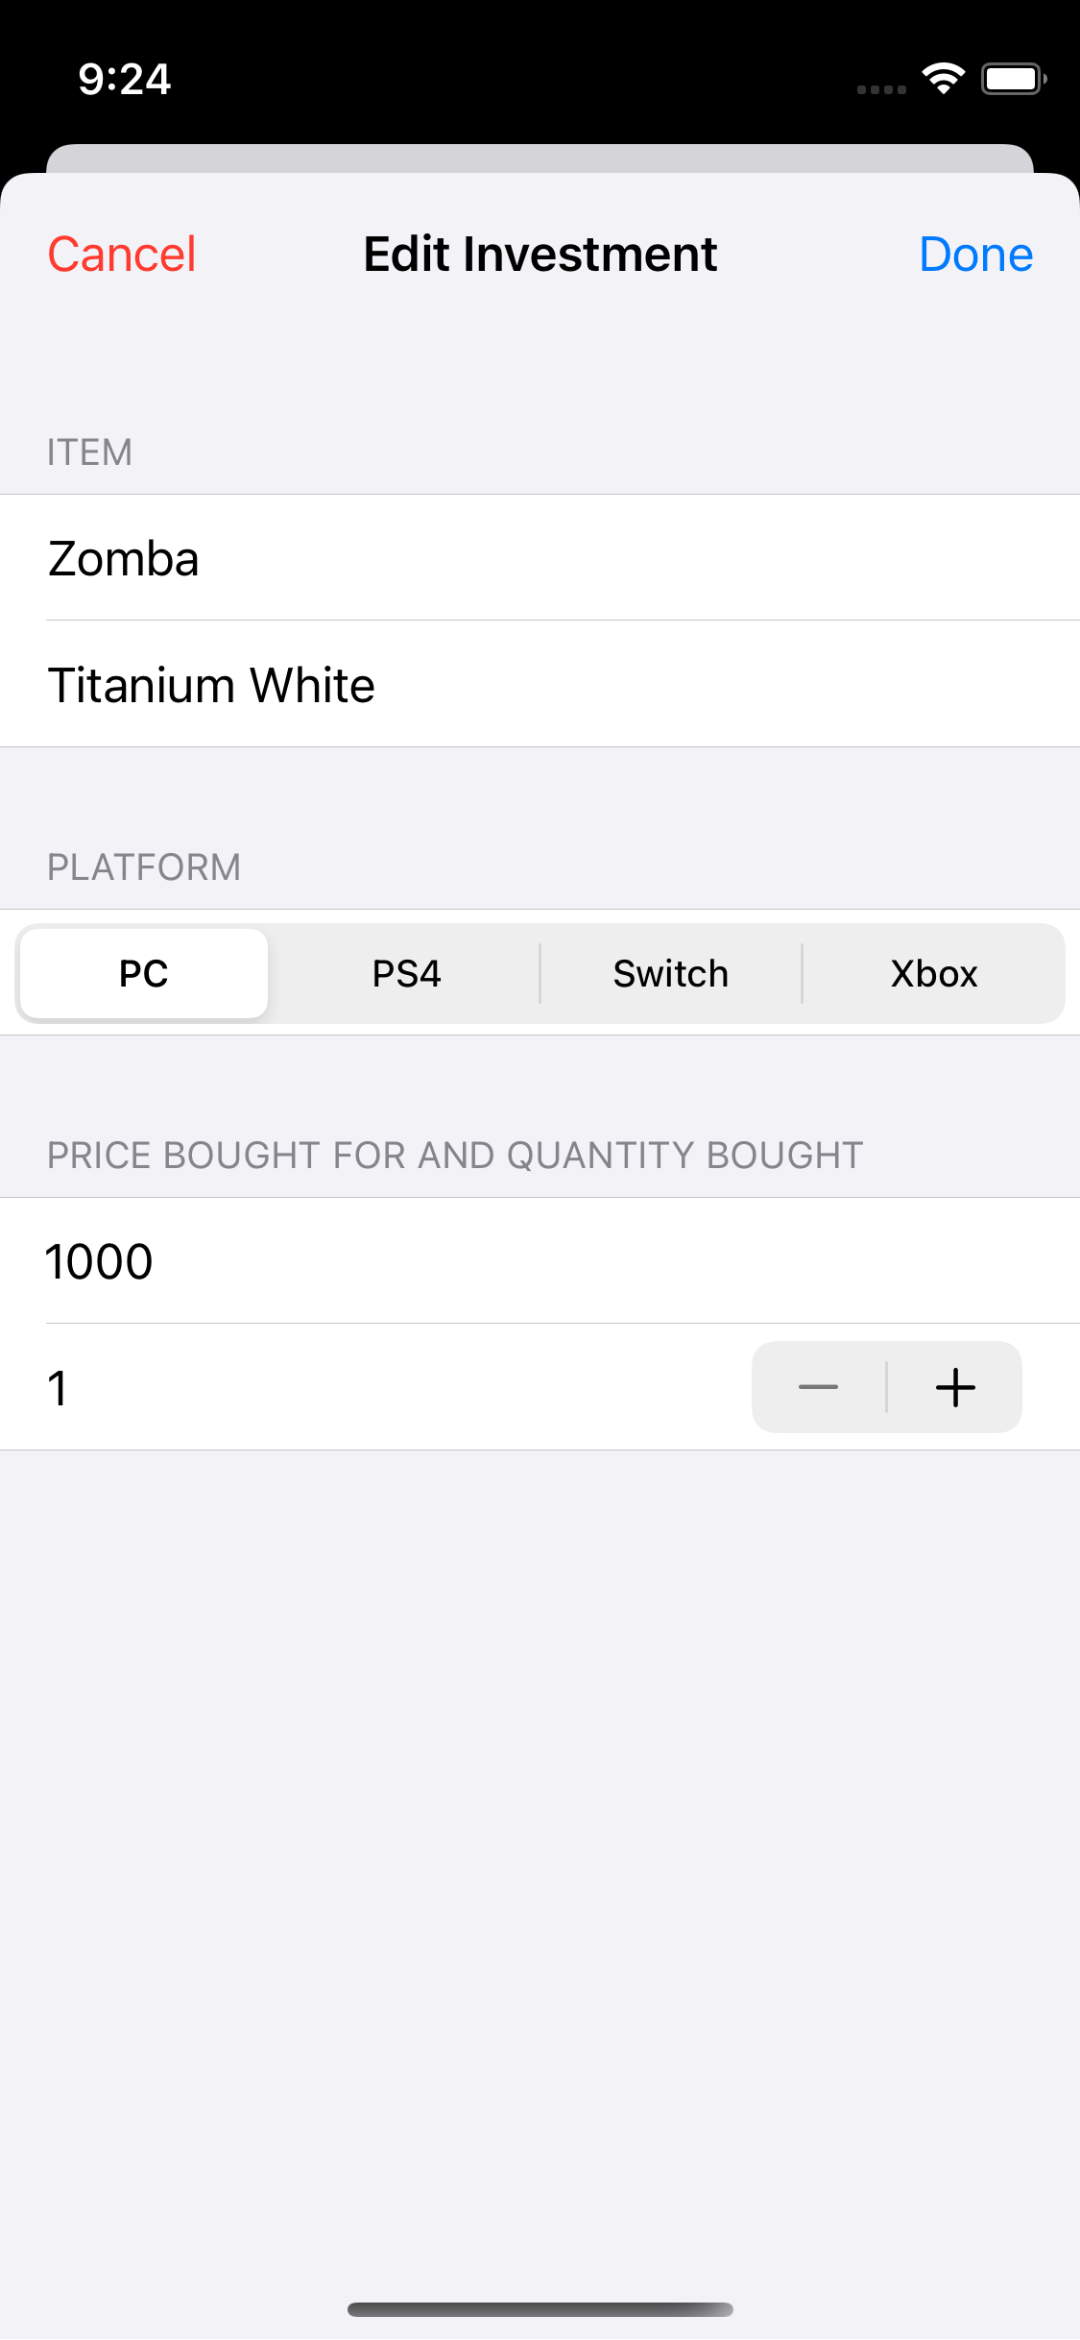 9:24
Cancel Edit Investment Done
ITEM
Zomba
Titanium White
PLATFORM
PC PS4 Switch Xbox
PRICE BOUGHT FOR AND QUANTITY BOUGHT
1000
1